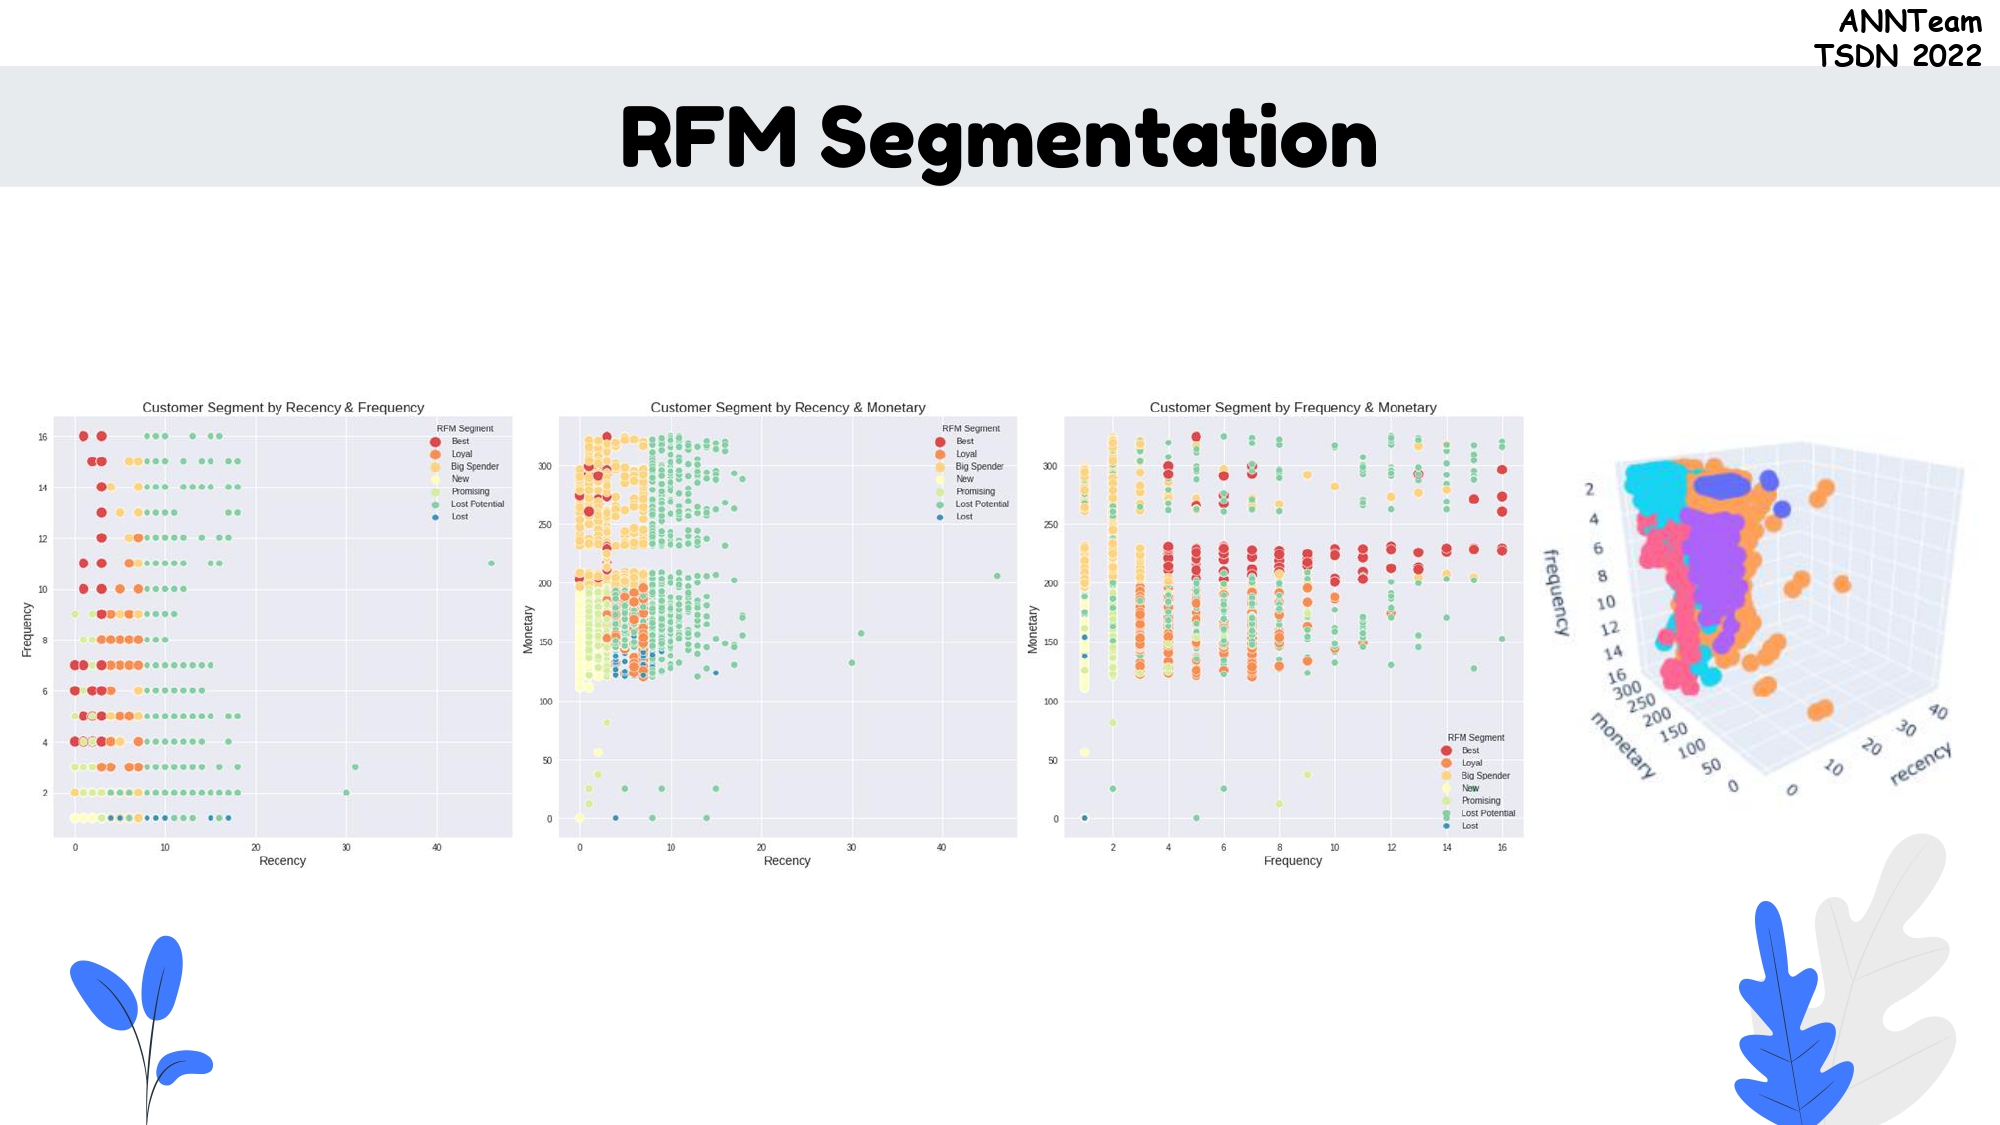 ANNTeam
TSDN 2022
RFM Segmentation
Customer Segment by Recency & Frequency
RFM Segment
Best
Loyal
Big Spender
New
Promising
Lost Potential
Lost
Frequency
16
14
12
10
8
6
4
2
0
10
20
30
40
Recency
Customer Segment by Recency & Monetary
RFM Segment
Best
Loyal
Big Spender
New
Promising
Lost Potential
Lost
Monetary
300
250
200
150
100
50
0
0
10
20
30
40
Recency
Customer Segment by Frequency & Monetary
Monetary
300
250
200
150
100
50
0
RFM Segment
Best
Loyal
Big Spender
New
Promising
Lost Potential
Lost
2
4
6
8
10
12
14
16
Frequency
frequency
2
4
6
8
10
12
14
16
300
250
200
150
100
50
0
monetary
0
10
20
30
40
recency